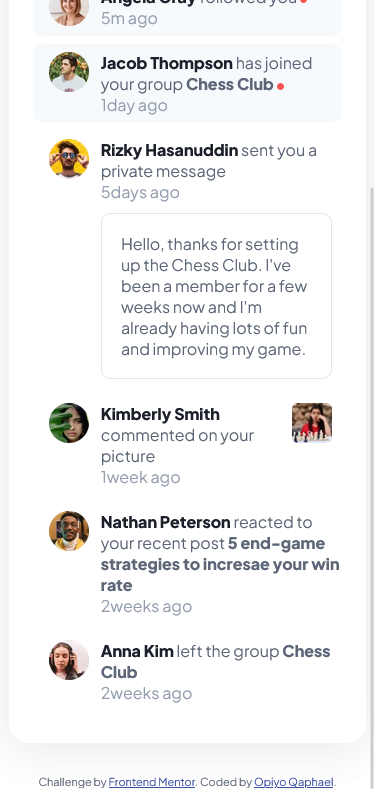 Angela Gray followed you
5m ago
Jacob Thompson has joined
your group Chess Club
1day ago
Rizky Hasanuddin sent you a
private message
5days ago
Hello, thanks for setting
up the Chess Club. I've
been a member for a few
weeks now and I'm
already having lots of fun
and improving my game.
Kimberly Smith
commented on your
picture
1week ago
Nathan Peterson reacted to
your recent post 5 end-game
strategies to incresae your win
rate
2weeks ago
Anna Kim left the group Chess
Club
2weeks ago
Challenge by Frontend Mentor. Coded by Opiyo Qaphael.